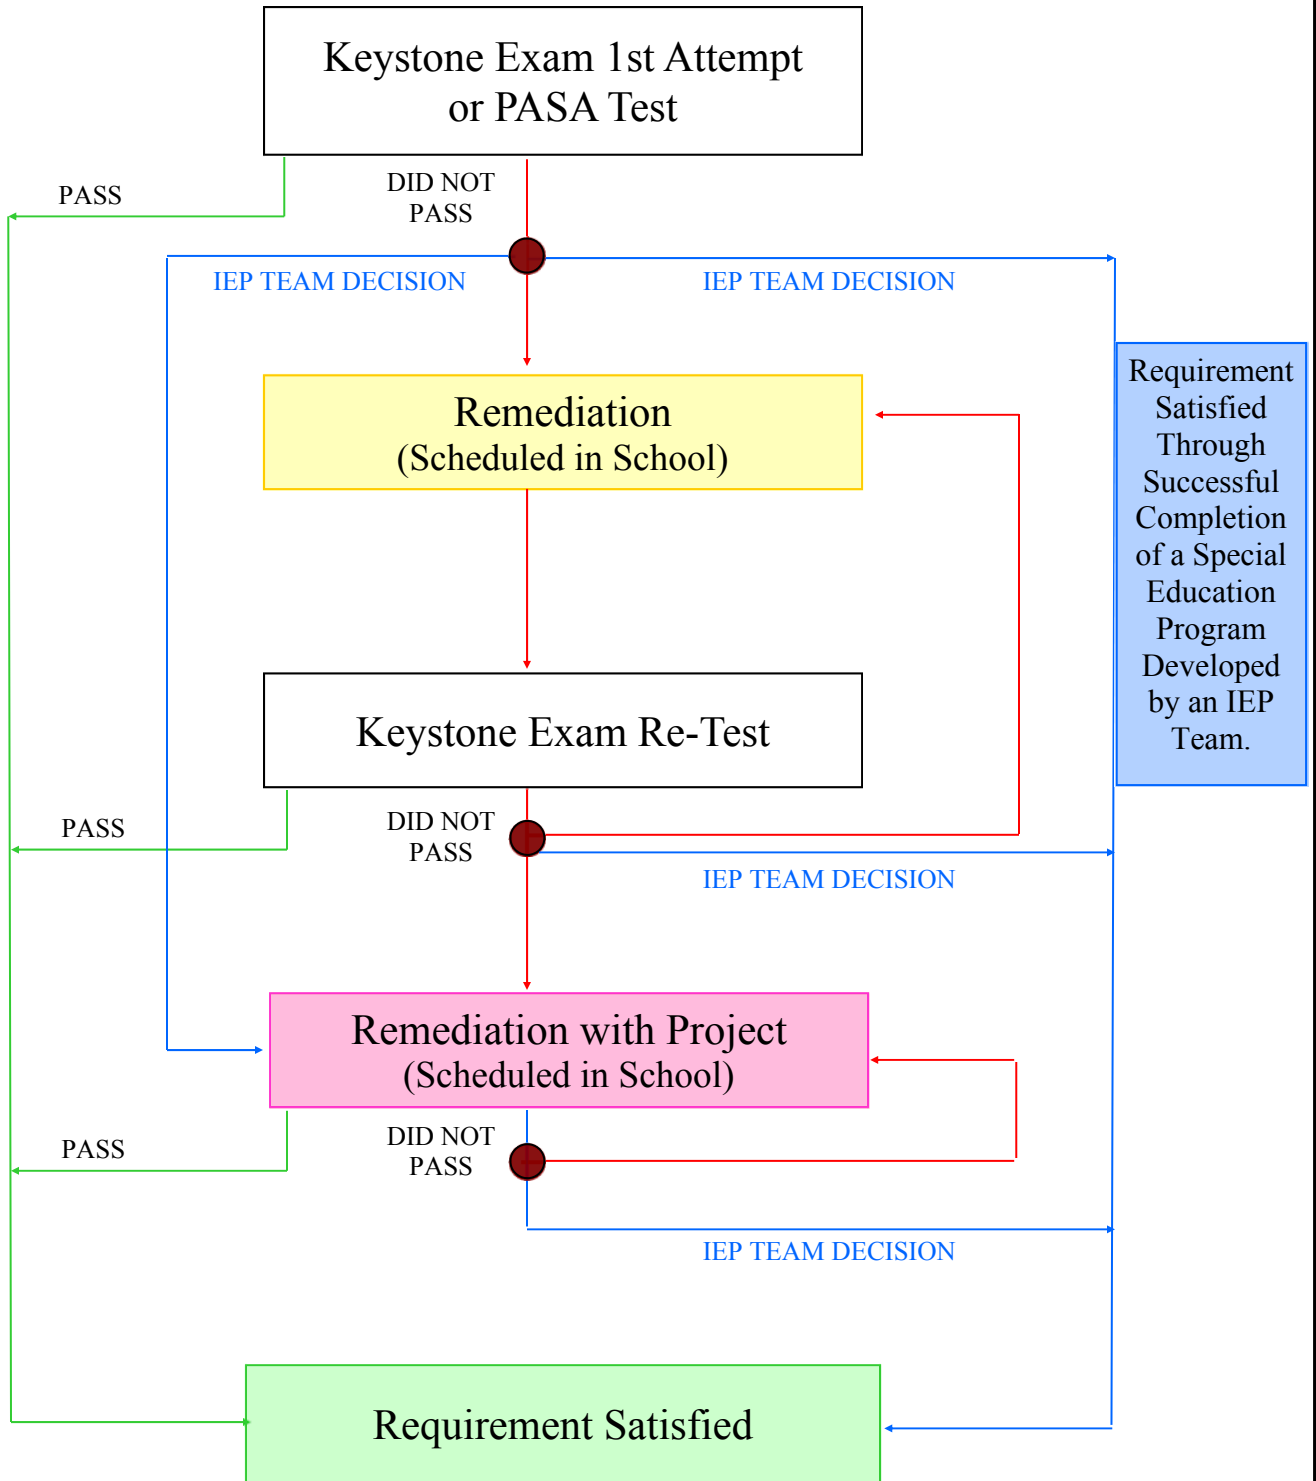 Keystone Exam 1st Attempt
or PASA Test
PASS
DID NOT
PASS
IEP TEAM DECISION
IEP TEAM DECISION
Requirement
Satisfied
Through
Successful
Completion
of a Special
Education
Program
Developed
by an IEP
Team.
Remediation
(Scheduled in School)
Keystone Exam Re-Test
PASS
DID NOT
PASS
IEP TEAM DECISION
Remediation with Project
(Scheduled in School)
PASS
DID NOT
PASS
IEP TEAM DECISION
Requirement Satisfied